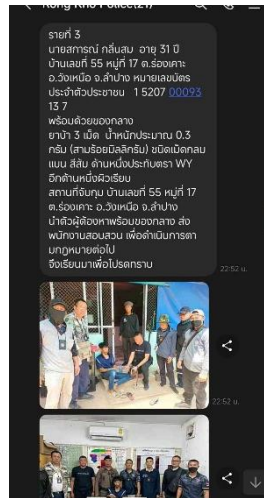 Kong Kho Police(21)
รายที่ 3
นายสการณ์ กลิ่นสม อายุ 31 ปี
บ้านเลขที่ 55 หมู่ที่ 17 ต.ร่องเคาะ
อ.วังเหนือ จ.ลำปาง หมายเลขบัตร
ประจำตัวประชาชน 1 5207 00093
13 7
พร้อมด้วยของกลาง
ยาบ้า 3 เม็ด น้ำหนักประมาณ 0.3
กรัม (สามร้อยมิลลิกรัม) ชนิดเม็ดกลม
แบน สีส้ม ด้านหนึ่งประทับตรา WY
อีกด้านหนึ่งผิวเรียบ
สถานที่จับกุม บ้านเลขที่ 55 หมู่ที่ 17
ต.ร่องเคาะ อ.วังเหนือ จ.ลำปาง
นำตัวผู้ต้องหาพร้อมของกลาง ส่ง
พนักงานสอบสวน เพื่อดำเนินการตา
มกฎหมายต่อไป
จึงเรียนมาเพื่อโปรดทราบ
22:52 น.
22:52 น.